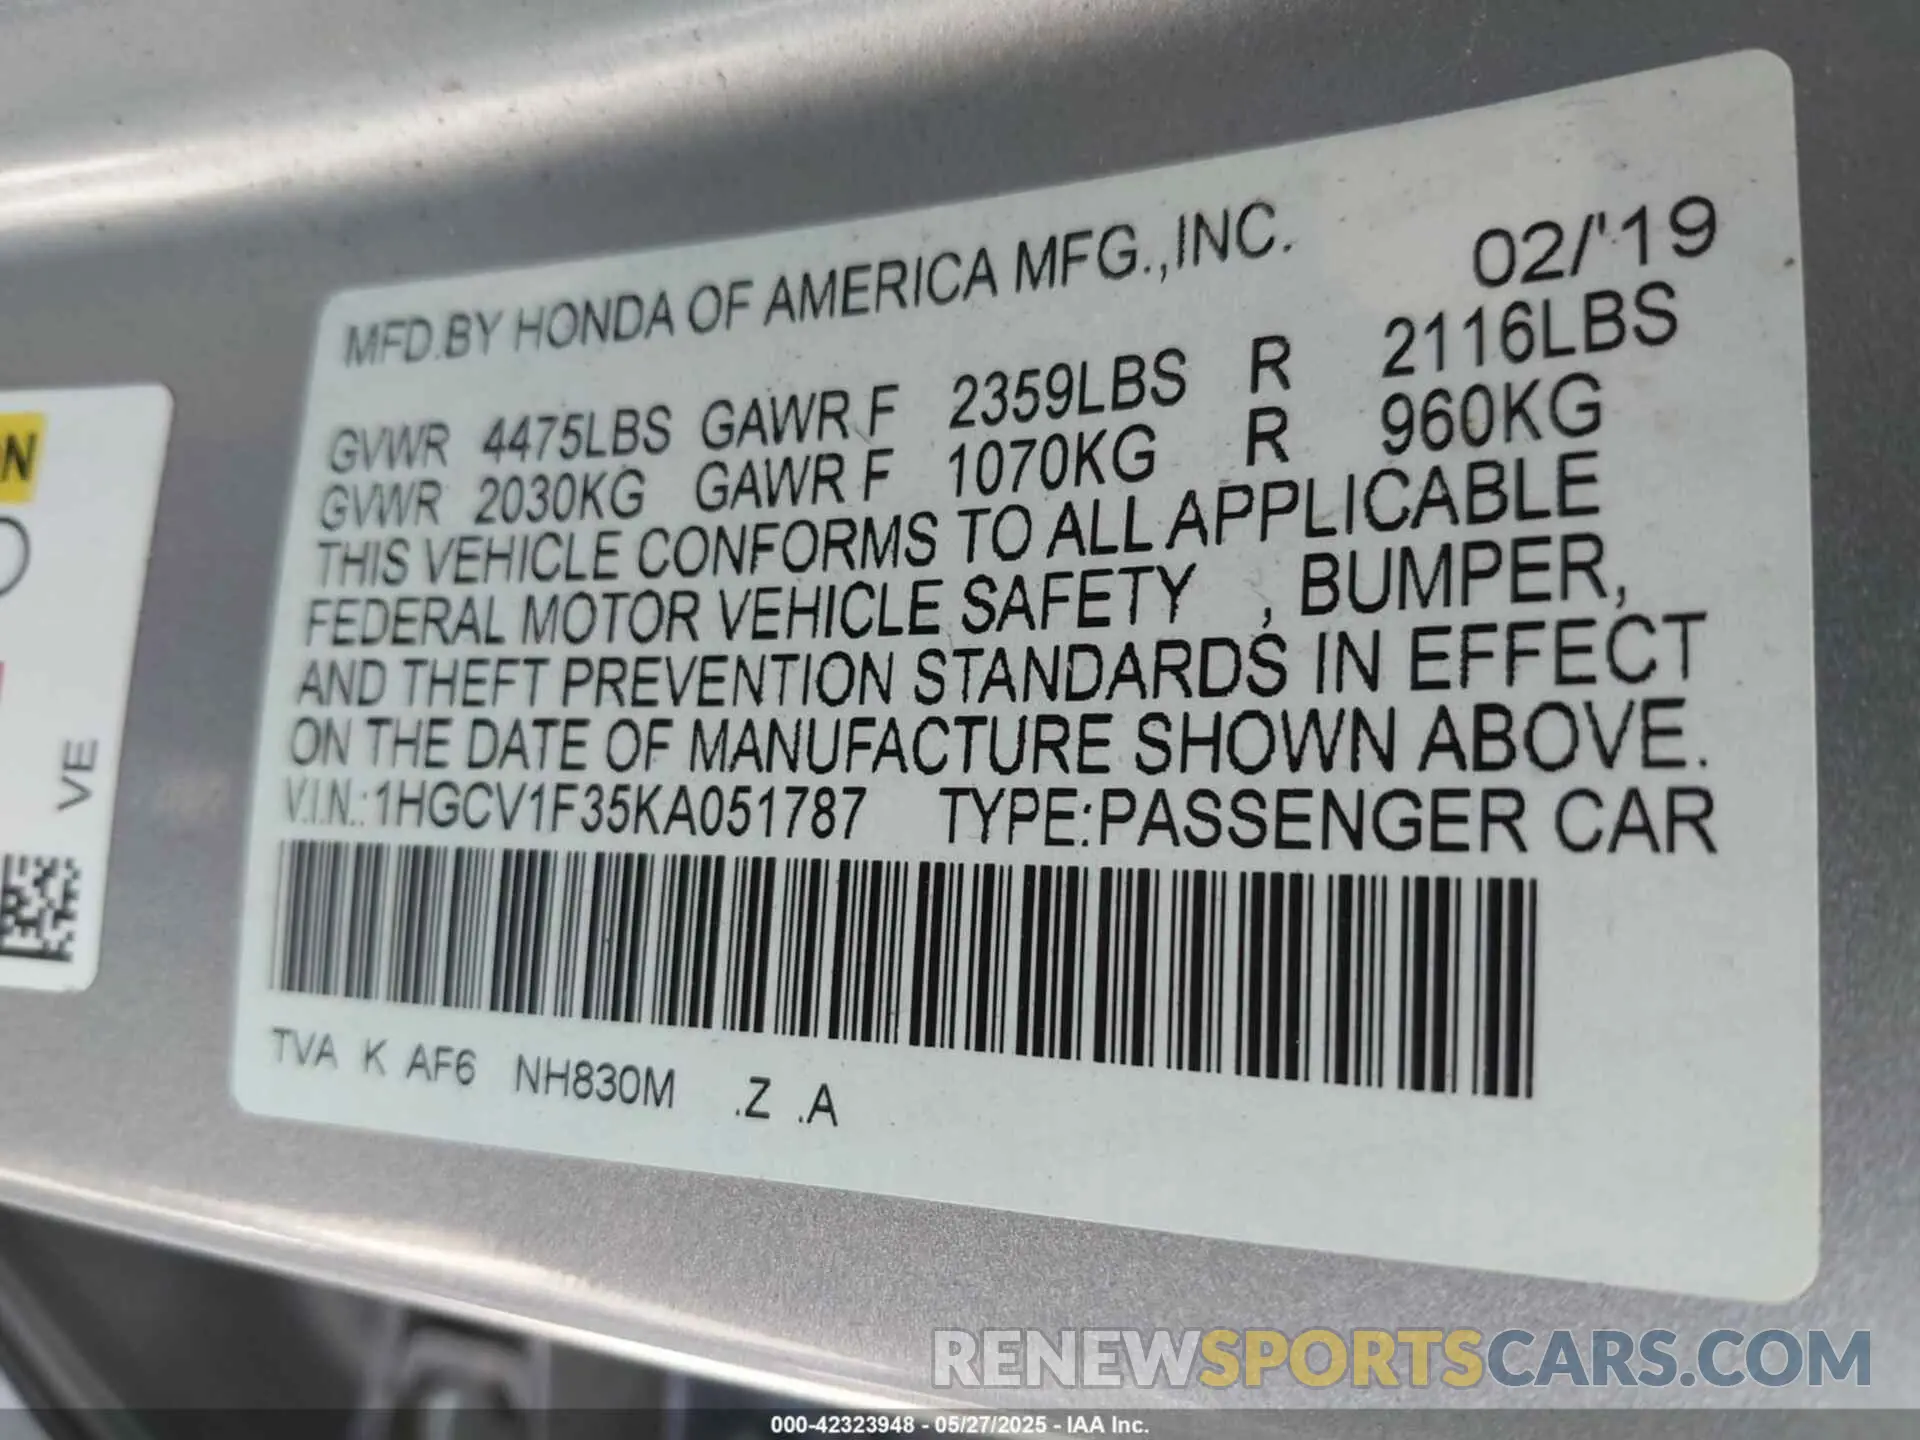 MFD.BY HONDA OF AMERICA MFG.,INC. 02/'19
GVWR 4475LBS GAWR F 2359LBS R 2116LBS
GVWR 2030KG GAWR F 1070KG R 960KG
THIS VEHICLE CONFORMS TO ALL APPLICABLE
FEDERAL MOTOR VEHICLE SAFETY , BUMPER,
AND THEFT PREVENTION STANDARDS IN EFFECT
ON THE DATE OF MANUFACTURE SHOWN ABOVE.
V.I.N.:1HGCV1F35KA051787 TYPE:PASSENGER CAR
TVA K AF6 NH830M .Z .A
VE
RENEWSPORTSCARS.COM
000-42323948 - 05/27/2025 - IAA Inc.